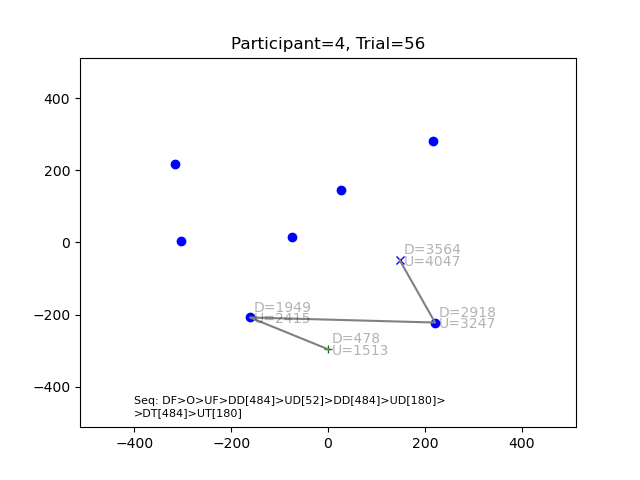 Participant=4, Trial=56
400
200
0
−200
−400
D=3564
U=4047
D=1949
U=2415
D=2918
U=3247
D=478
U=1513
Seq: DF>O>UF>DD[484]>UD[52]>DD[484]>UD[180]>
>DT[484]>UT[180]
−400
−200
0
200
400